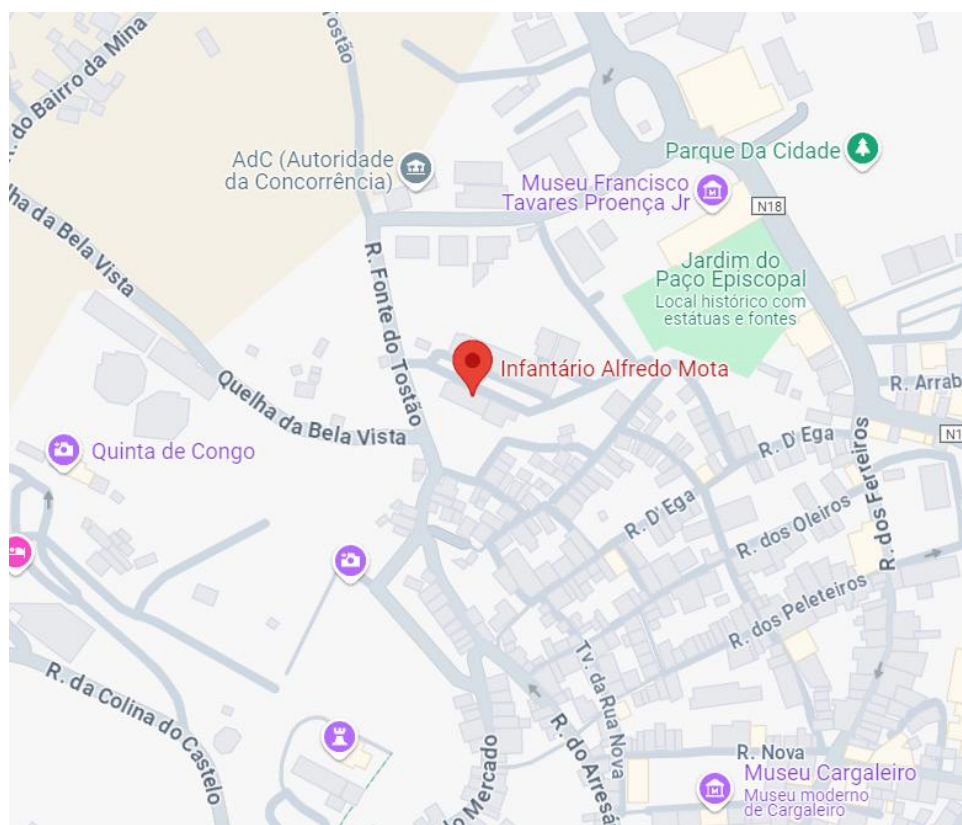 R. do Bairro da Mina
Tostão
AdC (Autoridade
da Concorrência)
Parque Da Cidade
Museu Francisco
Tavares Proença Jr
N18
Quelha da Bela Vista
Jardim do
Paço Episcopal
Local histórico com
estátuas e fontes
R. Fonte do Tostão
Infantário Alfredo Mota
R. Arrab
Quelha da Bela Vista
Quinta de Congo
R. D' Ega
N1
R. dos Ferreiros
R. D' Ega
R. dos Oleiros
R. dos Peleteiros
R. da Colina do Castelo
Tv. da Rua Nova
R. do Arresá
do Mercado
R. Nova
Museu Cargaleiro
Museu moderno
de Cargaleiro